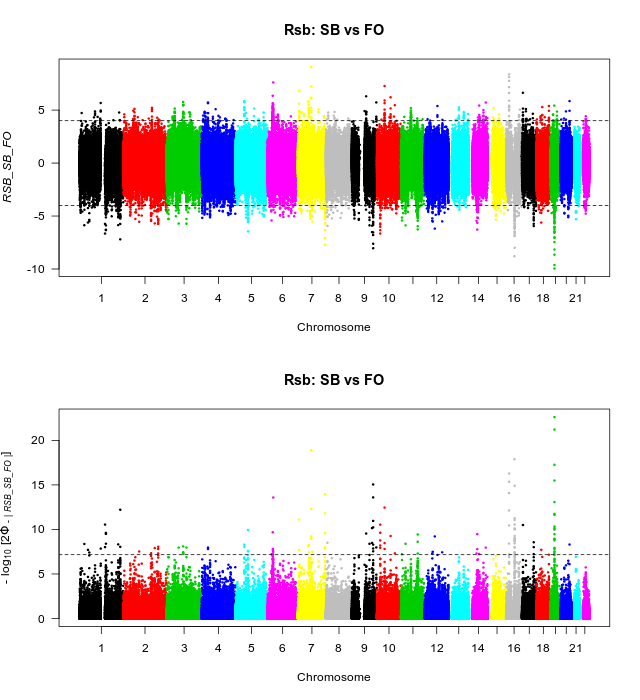 Rsb: SB vs FO
RSB_SB_FO
5
0
-5
-10
1 2 3 4 5 6 7 8 9 10 12 14 16 18 21
Chromosome
Rsb: SB vs FO
- log10 [2Φ - | RSB_SB_FO |]
20
15
10
5
0
1 2 3 4 5 6 7 8 9 10 12 14 16 18 21
Chromosome